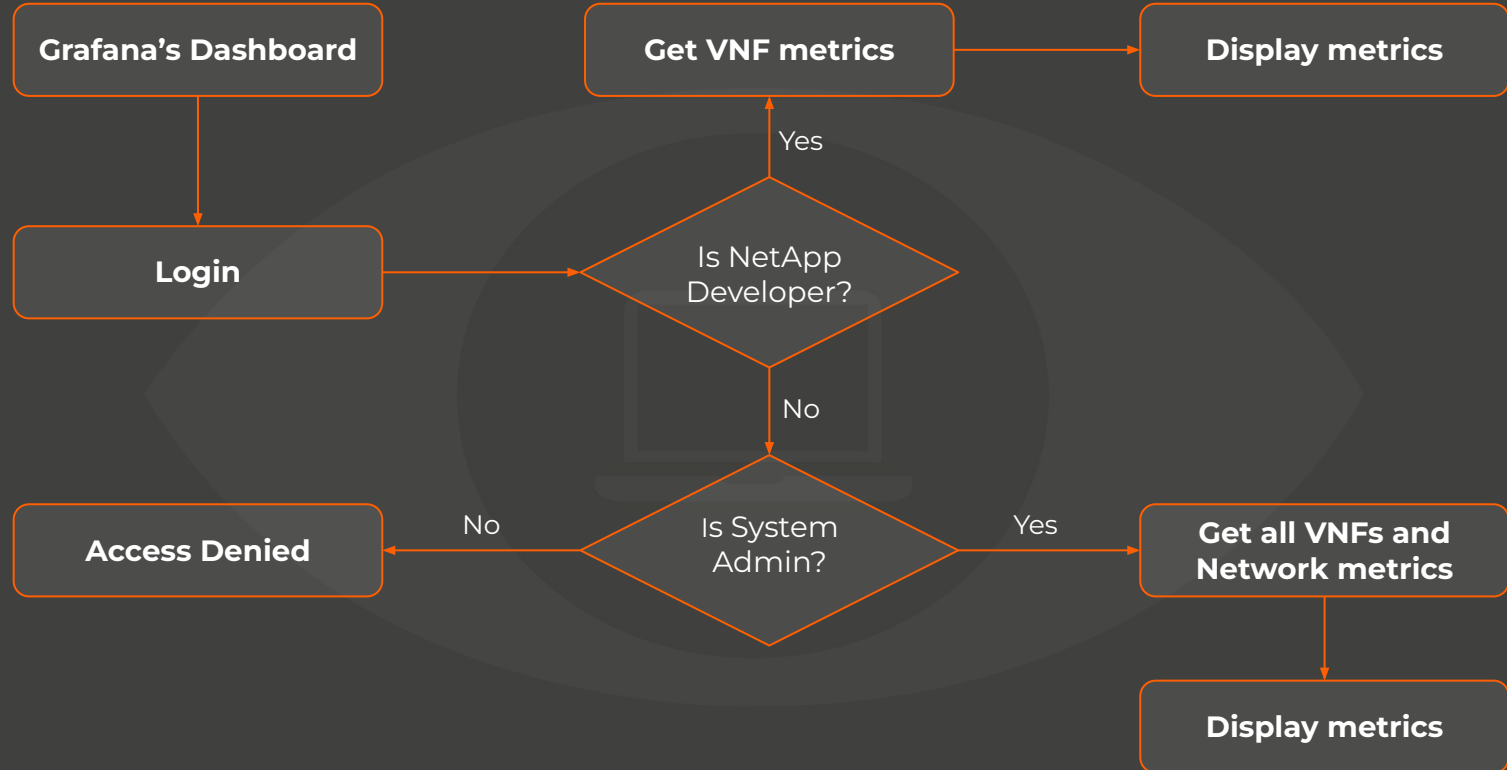 Grafana’s Dashboard
Get VNF metrics
Display metrics
Yes
Login
Is NetApp
Developer?
No
Access Denied
No
Is System
Admin?
Yes
Get all VNFs and
Network metrics
Display metrics